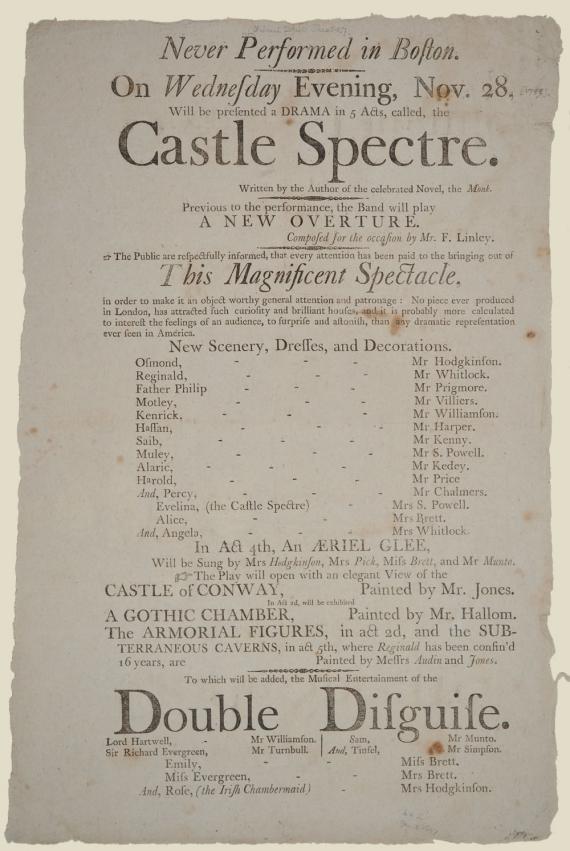 Never Performed in Boſton.
On Wedneſday Evening, Nov. 28,
Will be preſented a DRAMA in 5 Acts, called, the
Castle Spectre.
Written by the Author of the celebrated Novel, the Monk.
Previous to the performance, the Band will play
A NEW OVERTURE.
Compoſed for the occaſion by Mr. F. Linley.
☞ The Public are reſpectfully informed, that every attention has been paid to the bringing out of
This Magnificent Spectacle,
in order to make it an object worthy general attention and patronage : No piece ever produced
in London, has attracted ſuch curioſity and brilliant houſes, and it is probably more calculated
to intereſt the feelings of an audience, to ſurpriſe and aſtoniſh, than any dramatic repreſentation
ever ſeen in America.
New Scenery, Dreſſes, and Decorations.
Oſmond, - - - Mr Hodgkinſon.
Reginald, - - - Mr Whitlock.
Father Philip - - - Mr Prigmore.
Motley, - - - Mr Villiers.
Kenrick, - - - Mr Williamſon.
Haſſan, - - - Mr Harper.
Saib, - - - Mr Kenny.
Muley, - - - Mr S. Powell.
Alaric, - - - - Mr Kedey.
Harold, - - - Mr Price
And, Percy, - - - Mr Chalmers.
Evelina, (the Caſtle Spectre) - Mrs S. Powell.
Alice, - - Mrs Brett.
And, Angela, - - - Mrs Whitlock.
In Act 4th, An ÆRIEL GLEE,
Will be Sung by Mrs Hodgkinſon, Mrs Pick, Miſs Brett, and Mr Munto.
☞ The Play will open with an elegant View of the
CASTLE of CONWAY, Painted by Mr. Jones.
In Act 2d, will be exhibited
A GOTHIC CHAMBER, Painted by Mr. Hallom.
The ARMORIAL FIGURES, in act 2d, and the SUB-
TERRANEOUS CAVERNS, in act 5th, where Reginald has been confin'd
16 years, are Painted by Meſſrs Audin and Jones.
To which will be added, the Muſical Entertainment of the
Double Diſguiſe.
Lord Hartwell, - Mr Williamſon. Sam, Mr Munto.
Sir Richard Evergreen, Mr Turnbull. And, Tinſel, Mr Simpſon.
Emily, - - Miſs Brett.
Miſs Evergreen, - - Mrs Brett.
And, Roſe, (the Iriſh Chambermaid) - Mrs Hodgkinſon.